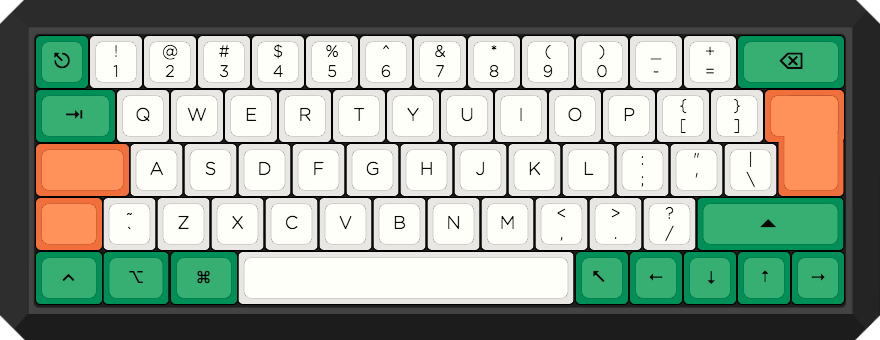 ! @ # $ % ^ & * ( ) _ +
⎋ 1 2 3 4 5 6 7 8 9 0 - = ⌫
{ }
⇥ Q W E R T Y U I O P [ ]
: " |
A S D F G H J K L ; ' \
~ < > ?
` Z X C V B N M , . / ▲
^ ⌥ ⌘ ↖ ← ↓ ↑ →